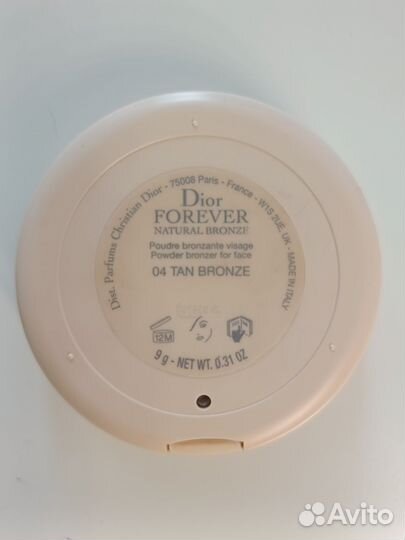 Dist. Parfums Christian Dior - 75008 Paris - France - W1S 2UE, UK - MADE IN ITALY
Dior
FOREVER
NATURAL BRONZE
Poudre bronzante visage
Powder bronzer for face
04 TAN BRONZE
12M
9 g - NET WT. 0.31 OZ
Avito